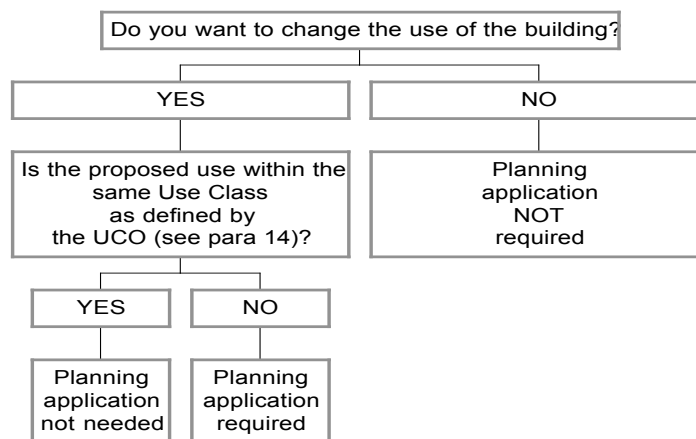 Do you want to change the use of the building?
YES
NO
Is the proposed use within the
same Use Class
as defined by
the UCO (see para 14)?
Planning
application
NOT
required
YES
NO
Planning
application
not needed
Planning
application
required